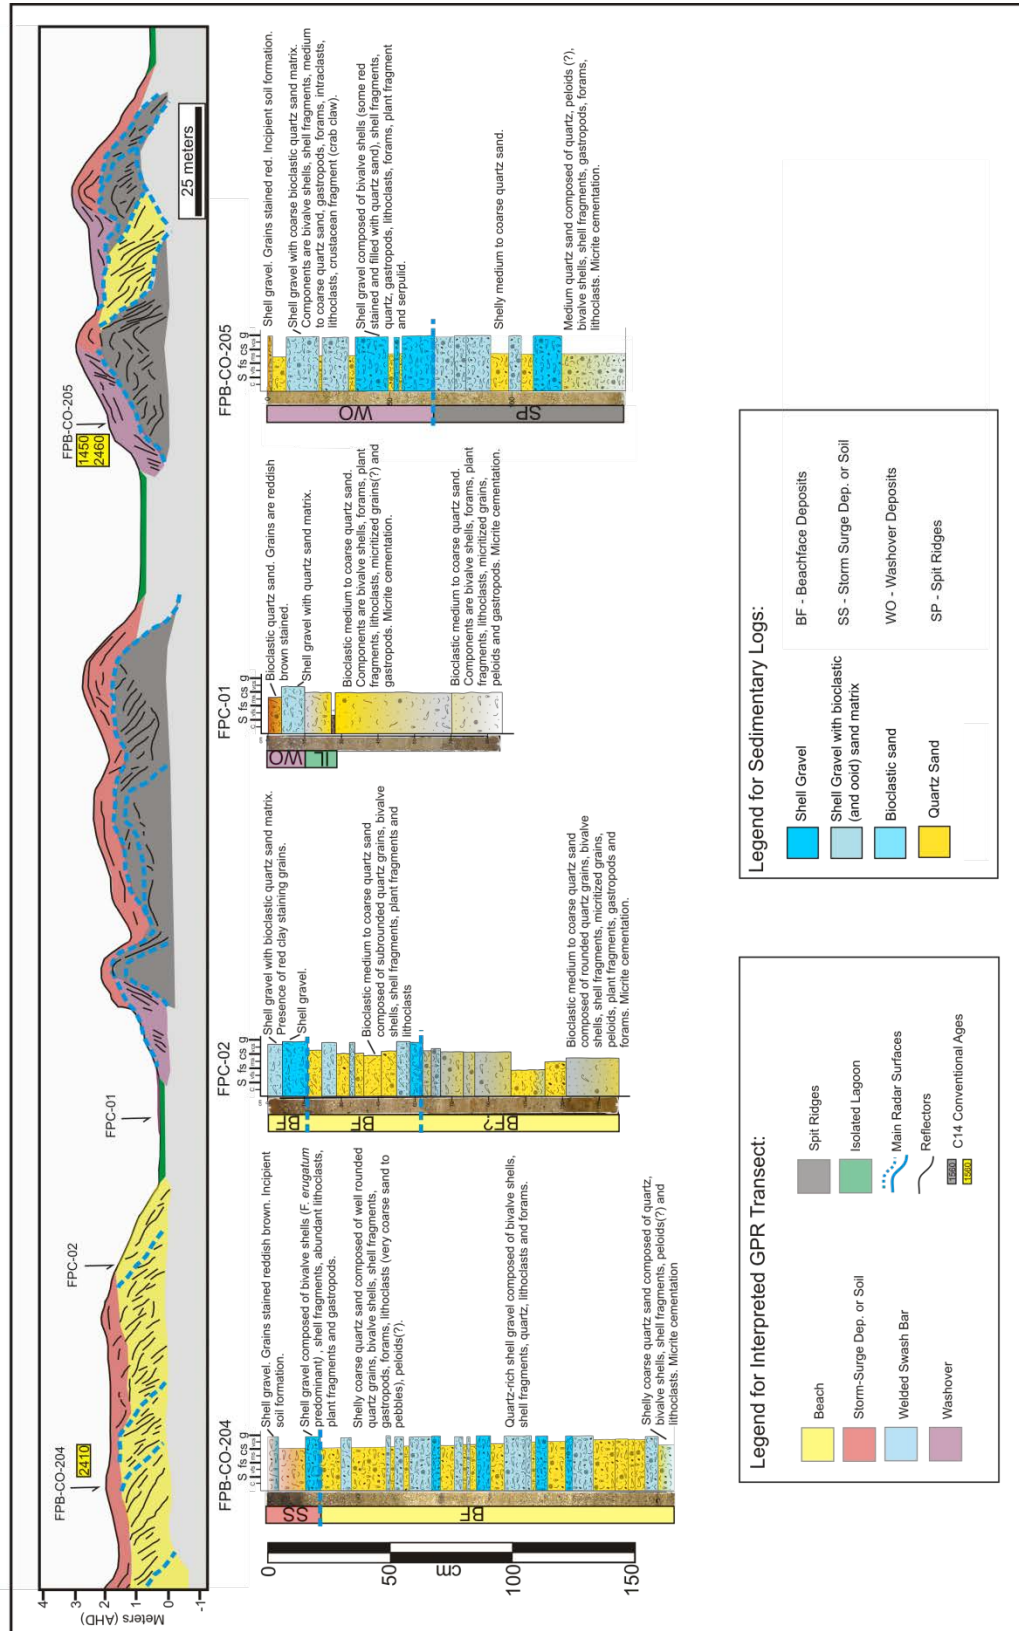 4
3
2
1
0
-1
Meters (AHD)
FPB-CO-204
2410
FPC-02
FPC-01
FPB-CO-205
1450
2460
25 meters
FPB-CO-204
S fs cs g
SS
BF
Shell gravel. Grains stained reddish brown. Incipient
soil formation.
Shell gravel composed of bivalve shells (F. erugatum
predominant), shell fragments, abundant lithoclasts,
plant fragments and gastropods.
Shelly coarse quartz sand composed of well rounded
quartz grains, bivalve shells, shell fragments,
gastropods, forams, lithoclasts (very coarse sand to
pebbles), peloids(?).
Quartz-rich shell gravel composed of bivalve shells,
shell fragments, quartz, lithoclasts and forams.
Shelly coarse quartz sand composed of quartz,
bivalve shells, shell fragments, peloids(?) and
lithoclasts. Micrite cementation
0
50
cm
100
150
FPC-02
S fs cs g
BF
BF
BF?
Shell gravel with bioclastic quartz sand matrix.
Presence of red clay staining grains.
Shell gravel.
Bioclastic medium to coarse quartz sand
composed of subrounded quartz grains, bivalve
shells, shell fragments, plant fragments and
lithoclasts
Bioclastic medium to coarse quartz sand
composed of rounded quartz grains, bivalve
shells, shell fragments, micritized grains,
peloids, plant fragments, gastropods and
forams. Micrite cementation.
FPC-01
S fs cs g
WO
IL
Bioclastic quartz sand. Grains are reddish
brown stained.
Shell gravel with quartz sand matrix.
Bioclastic medium to coarse quartz sand.
Components are bivalve shells, forams, plant
fragments, lithoclasts, micritized grains(?) and
gastropods. Micrite cementation.
Bioclastic medium to coarse quartz sand.
Components are bivalve shells, forams, plant
fragments, lithoclasts, micritized grains,
peloids and gastropods. Micrite cementation.
FPB-CO-205
S fs cs g
WO
SP
Shell gravel. Grains stained red. Incipient soil formation.
Shell gravel with coarse bioclastic quartz sand matrix.
Components are bivalve shells, shell fragments, medium
to coarse quartz sand, gastropods, forams, intraclasts,
lithoclasts, crustacean fragment (crab claw).
Shell gravel composed of bivalve shells (some red
stained and filled with quartz sand), shell fragments,
quartz, gastropods, lithoclasts, forams, plant fragment
and serpulid.
Shelly medium to coarse quartz sand.
Medium quartz sand composed of quartz, peloids (?),
bivalve shells, shell fragments, gastropods, forams,
lithoclasts. Micrite cementation.
Legend for Interpreted GPR Transect:
Beach
Storm-Surge Dep. or Soil
Welded Swash Bar
Washover
Spit Ridges
Isolated Lagoon
Main Radar Surfaces
Reflectors
C14 Conventional Ages
1560
1560
Legend for Sedimentary Logs:
Shell Gravel
Shell Gravel with bioclastic
(and ooid) sand matrix
Bioclastic sand
Quartz Sand
BF - Beachface Deposits
SS - Storm Surge Dep. or Soil
WO - Washover Deposits
SP - Spit Ridges